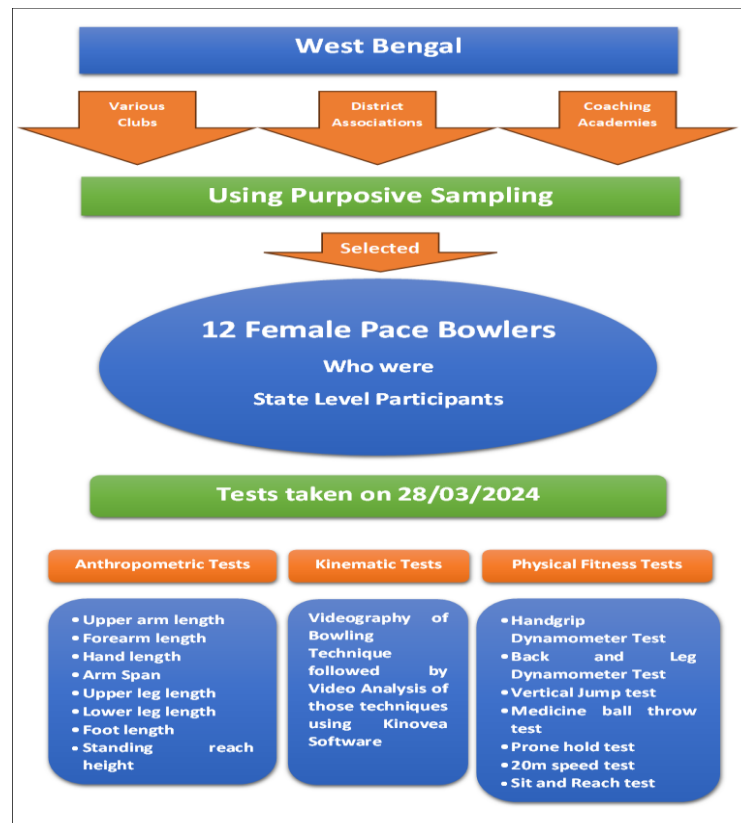 West Bengal
Various
Clubs
District
Associations
Coaching
Academies
Using Purposive Sampling
Selected
12 Female Pace Bowlers
Who were
State Level Participants
Tests taken on 28/03/2024
Anthropometric Tests
• Upper arm length
• Forearm length
• Hand length
• Arm Span
• Upper leg length
• Lower leg length
• Foot length
• Standing reach
height
Kinematic Tests
Videography of
Bowling
Technique
followed by
Video Analysis of
those techniques
using Kinovea
Software
Physical Fitness Tests
• Handgrip
Dynamometer Test
• Back and Leg
Dynamometer Test
• Vertical Jump test
• Medicine ball throw
test
• Prone hold test
• 20m speed test
• Sit and Reach test